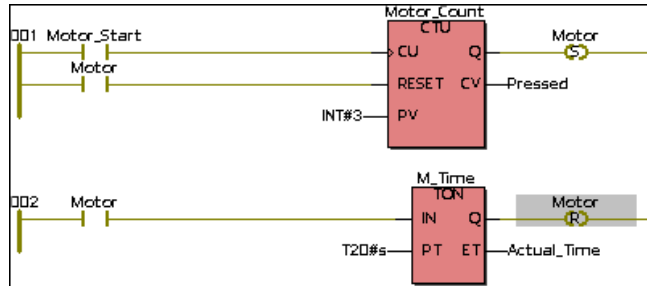 Motor_Count
001 Motor_Start CTU Motor
CU Q S
Motor
RESET CV Pressed
INT#3 PV
M_Time
002 Motor TON Motor
IN Q R
T20#s PT ET Actual_Time